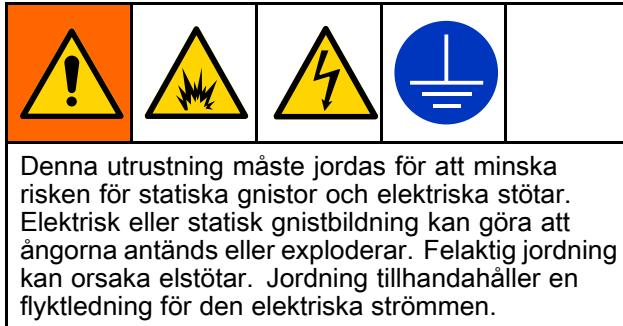 Denna utrustning måste jordas för att minska
risken för statiska gnistor och elektriska stötar.
Elektrisk eller statisk gnistbildning kan göra att
ångorna antänds eller exploderar. Felaktig jordning
kan orsaka elstötar. Jordning tillhandahåller en
flyktledning för den elektriska strömmen.